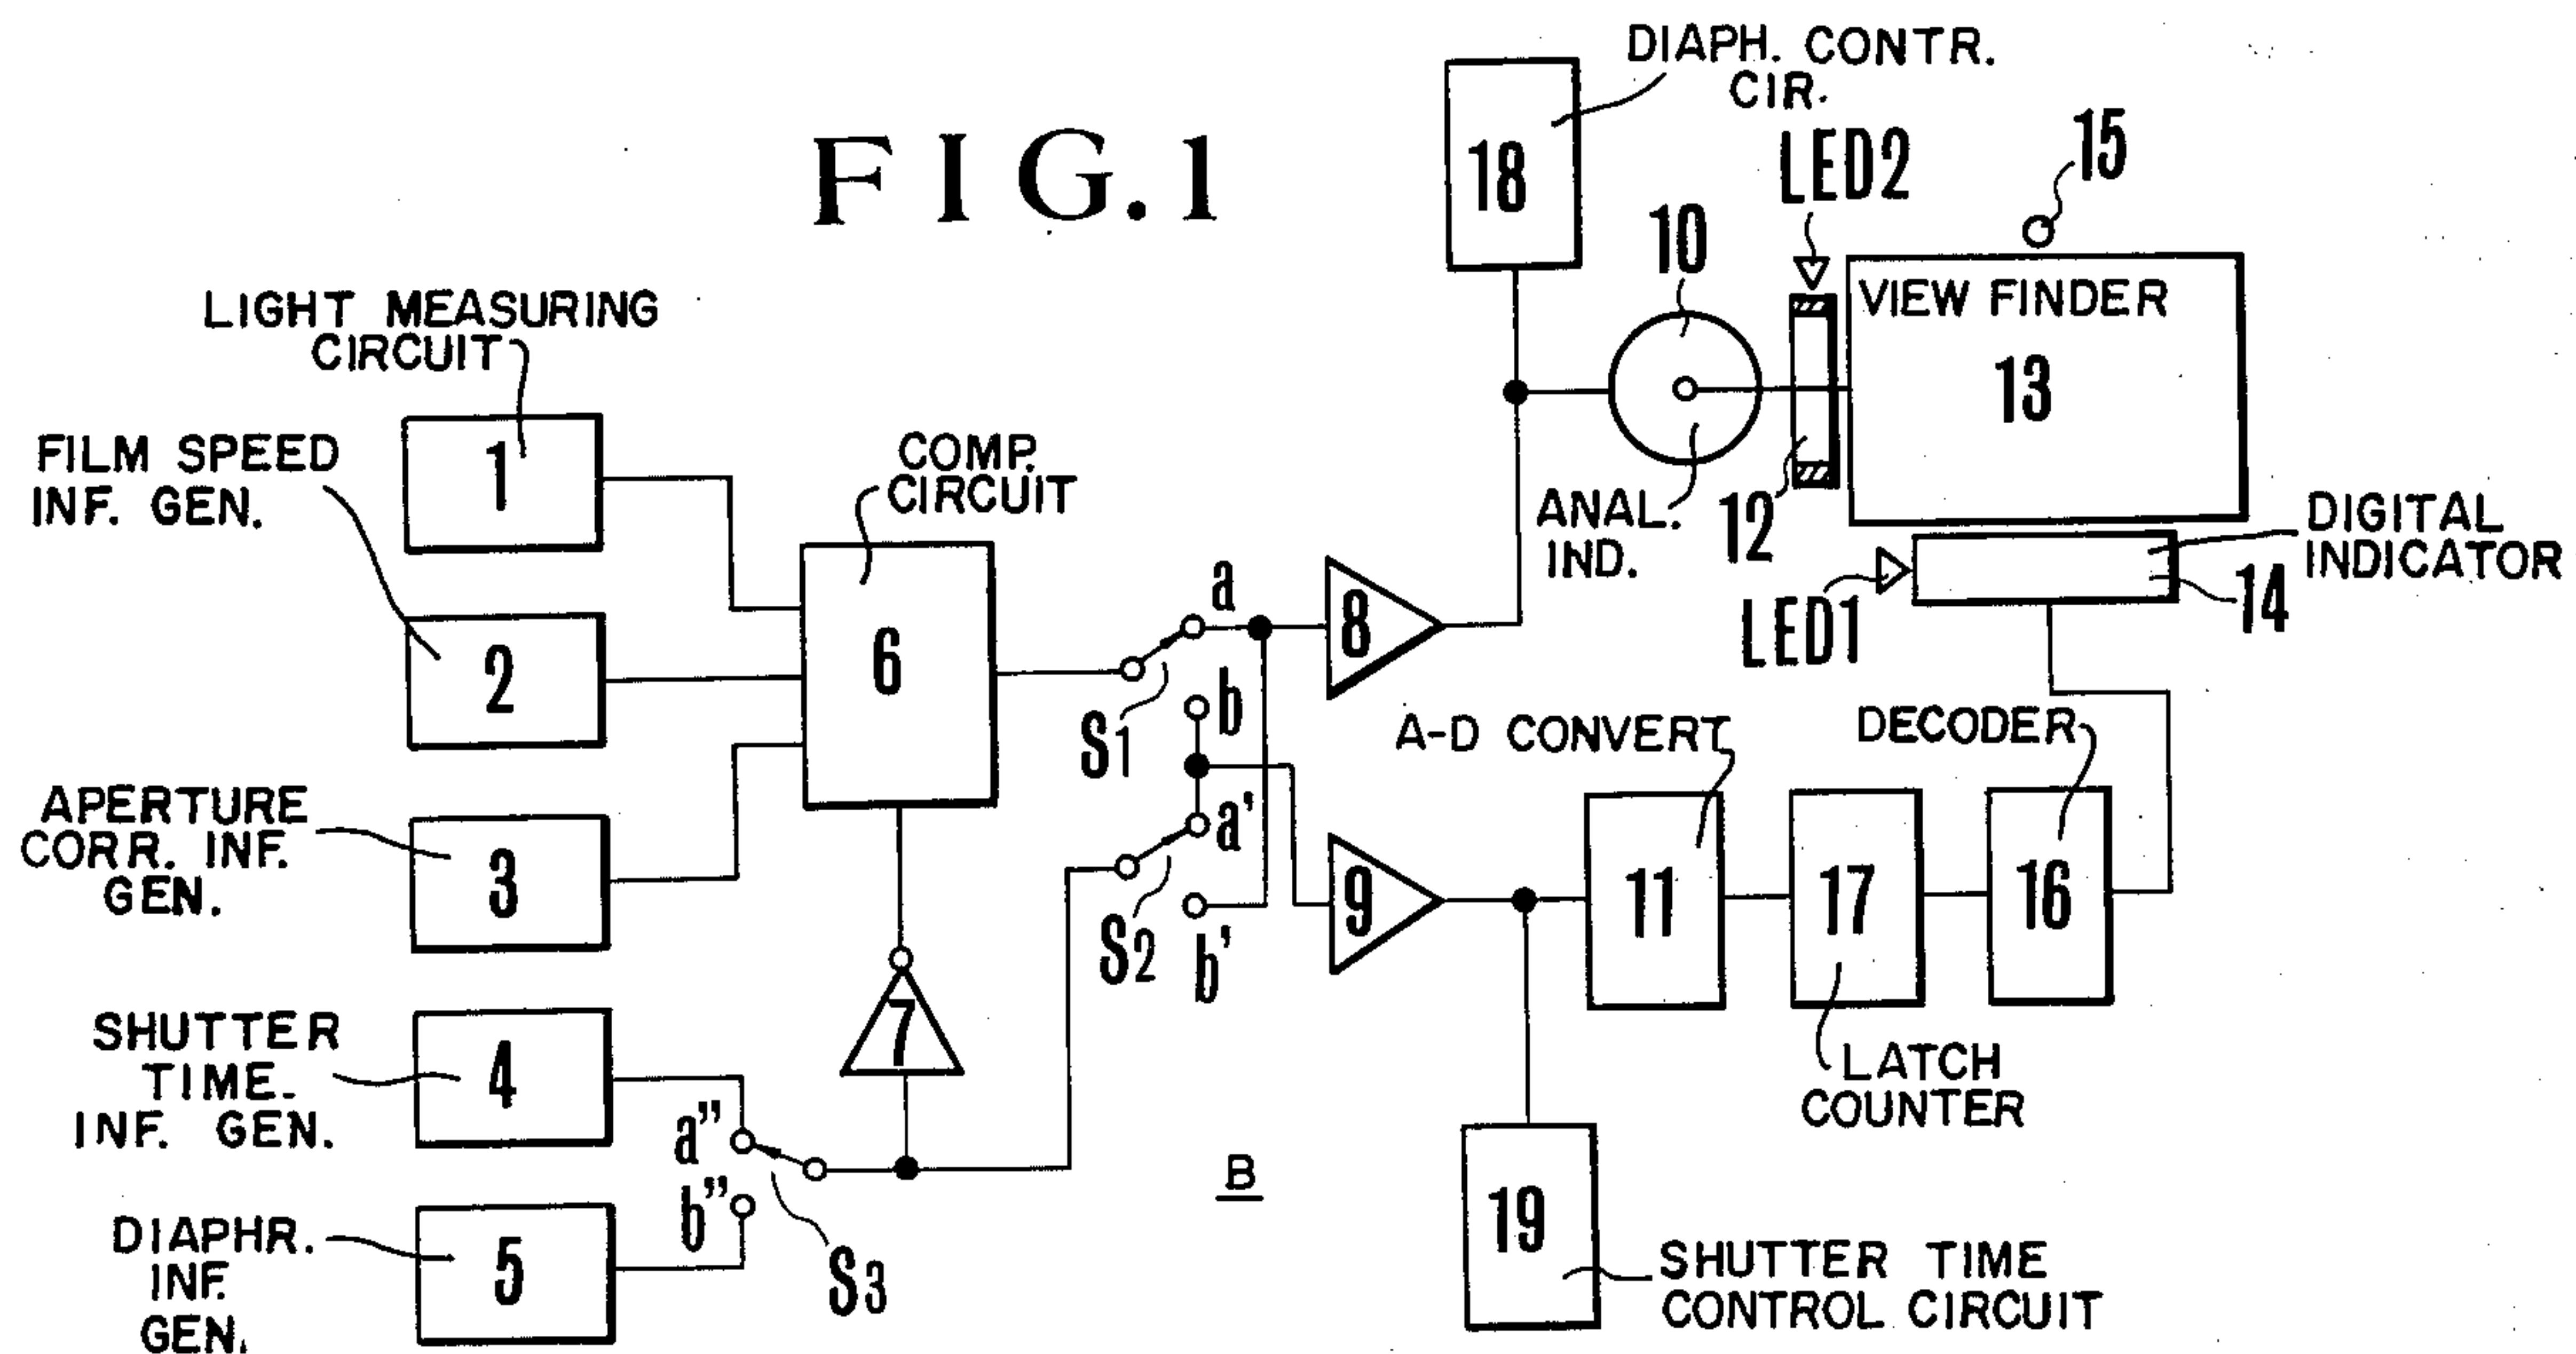 FIG.1
DIAPH. CONTR.
CIR.
18
LED2
15
10
VIEW FINDER
13
LIGHT MEASURING
CIRCUIT
1
FILM SPEED
INF. GEN.
2
COMP.
CIRCUIT
6
ANAL.
IND.
12
DIGITAL
INDICATOR
14
LED1
a
8
S1
b
A-D CONVERT
DECODER
APERTURE
CORR. INF.
GEN.
3
a'
S2
b'
9
11
17
16
7
SHUTTER
TIME.
INF. GEN.
4
a"
b"
S3
LATCH
COUNTER
B
DIAPHR.
INF.
GEN.
5
19
SHUTTER TIME
CONTROL CIRCUIT